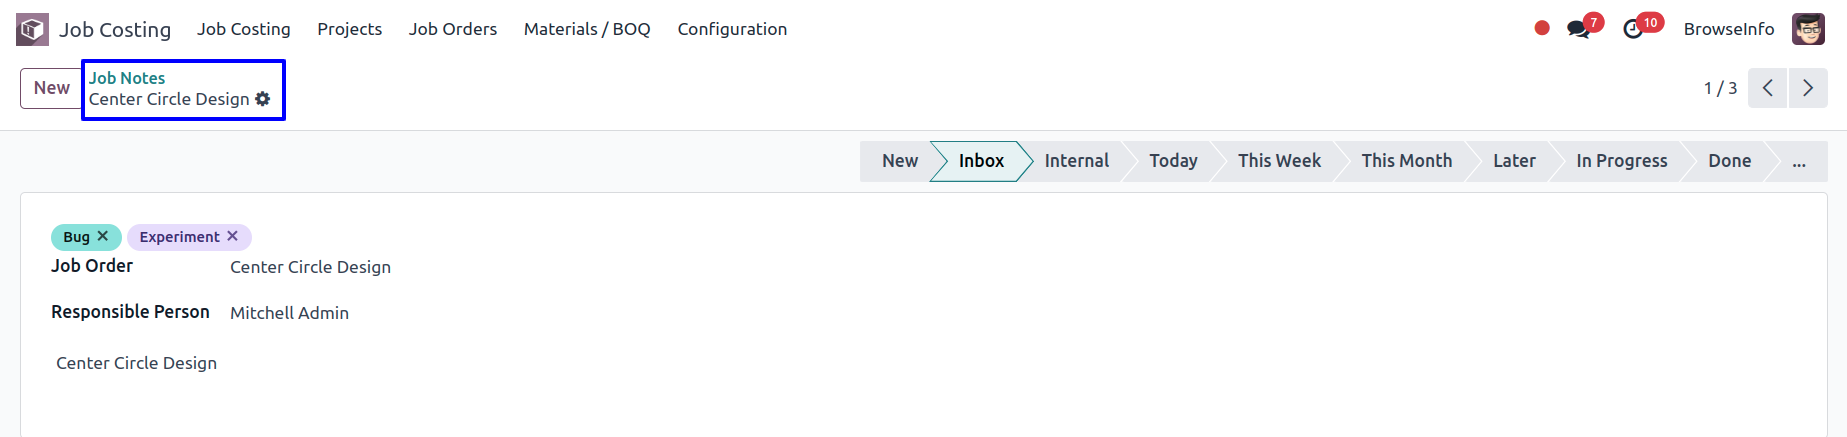 Job Costing Job Costing Projects Job Orders Materials / BOQ Configuration 7 10 BrowseInfo
New Job Notes
Center Circle Design 1 / 3
New Inbox Internal Today This Week This Month Later In Progress Done ...
Bug ✕ Experiment ✕
Job Order Center Circle Design
Responsible Person Mitchell Admin
Center Circle Design